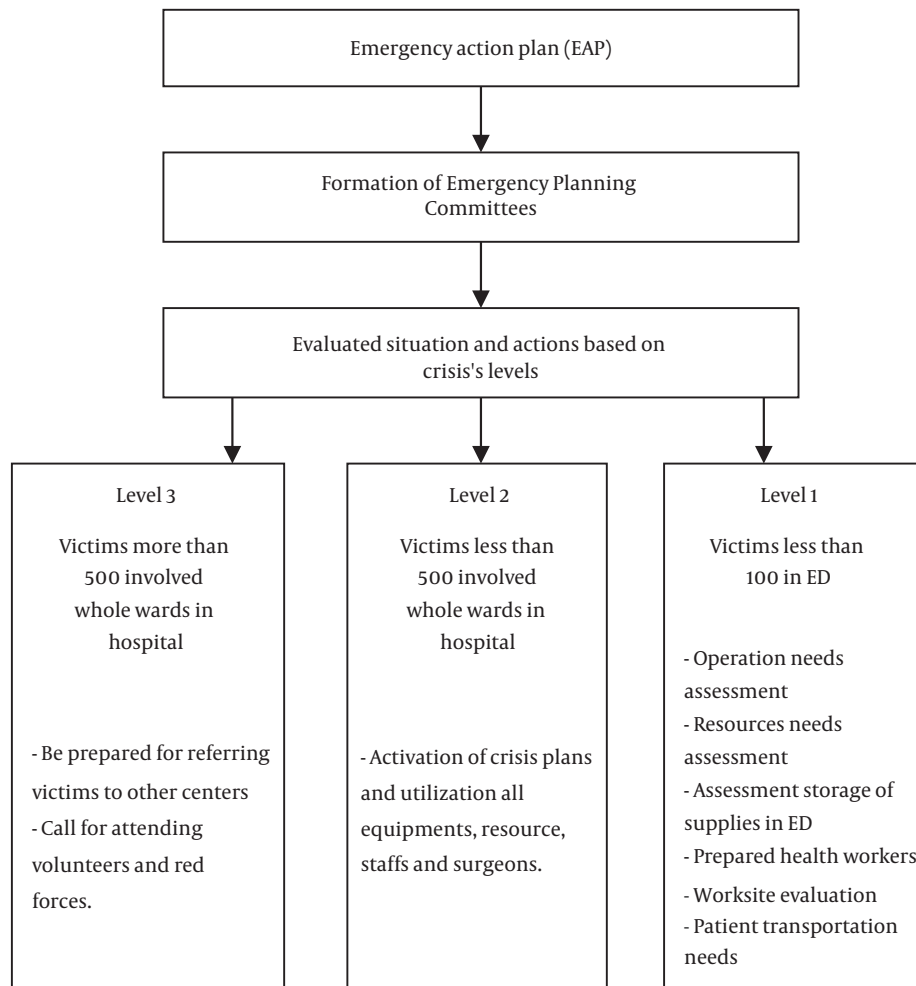 Emergency action plan (EAP)
Formation of Emergency Planning
Committees
Evaluated situation and actions based on
crisis's levels
Level 3
Victims more than
500 involved
whole wards in
hospital
- Be prepared for referring
victims to other centers
- Call for attending
volunteers and red
forces.
Level 2
Victims less than
500 involved
whole wards in
hospital
- Activation of crisis plans
and utilization all
equipments, resource,
staffs and surgeons.
Level 1
Victims less than
100 in ED
- Operation needs
assessment
- Resources needs
assessment
- Assessment storage of
supplies in ED
- Prepared health workers
- Worksite evaluation
- Patient transportation
needs